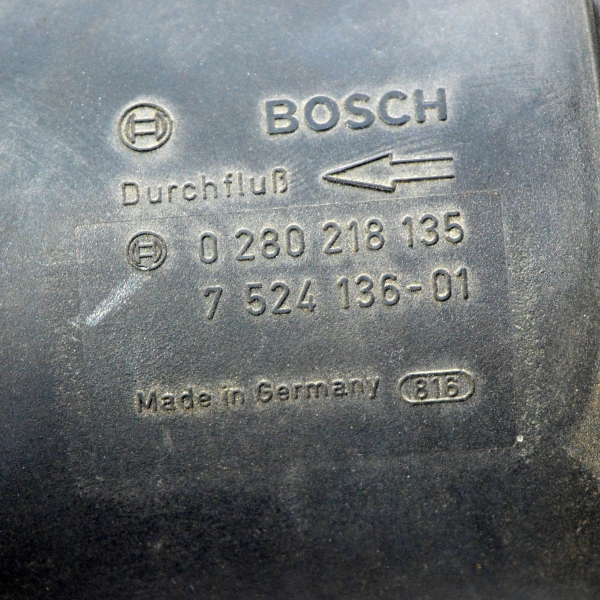 BOSCH
Durchfluß
0 280 218 135
7 524 136-01
Made in Germany 816